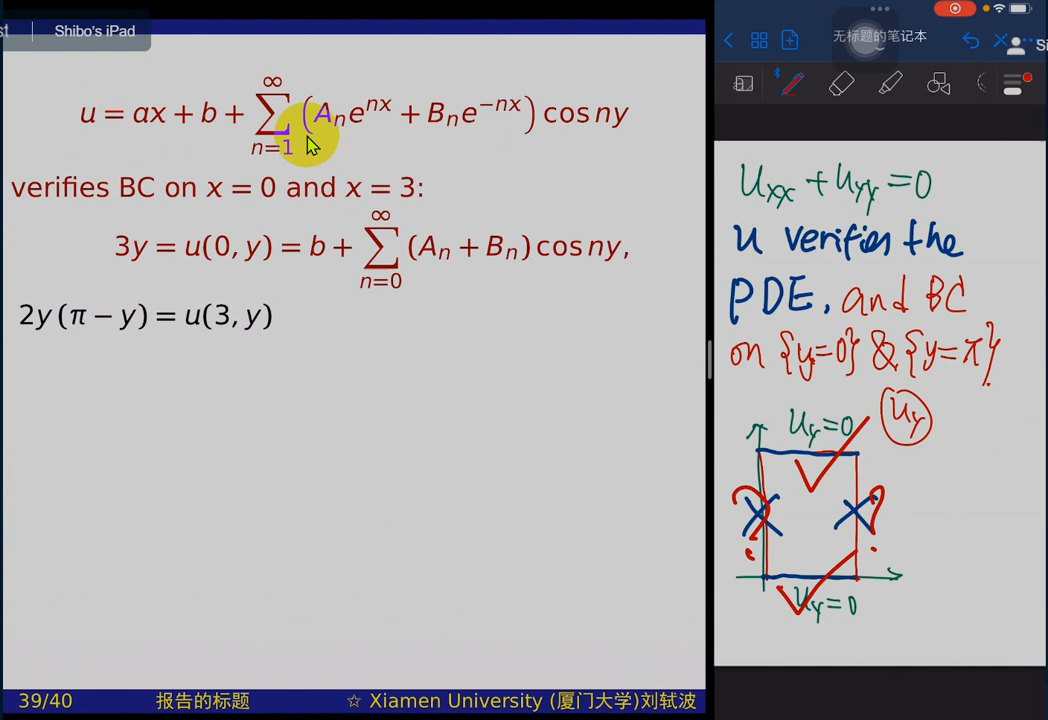 st Shibo's iPad
u = ax + b + ∑_{n=1}^{∞} (A_n e^{nx} + B_n e^{−nx}) cos ny
verifies BC on x = 0 and x = 3:
3y = u(0, y) = b + ∑_{n=0}^{∞} (A_n + B_n) cos ny,
2y(π − y) = u(3, y)
39/40 报告的标题 ☆ Xiamen University (厦门大学)刘轼波
无标题的笔记本
Si
u_xx + u_yy = 0
u verifies the
PDE, and BC
on {y=0} & {y=π}.
u_y
u_y=0
? ?
u_y=0